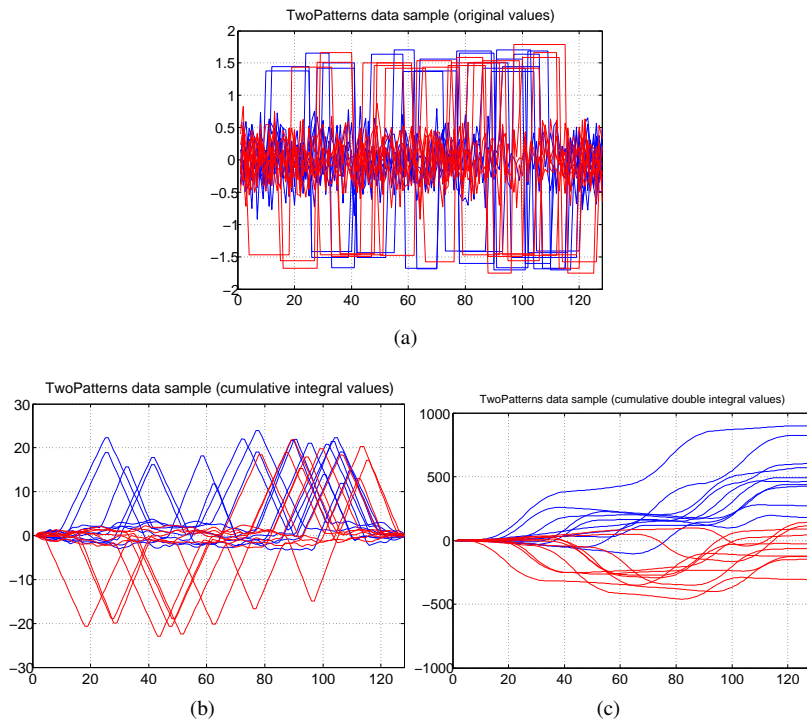 TwoPatterns data sample (original values)
2
1.5
1
0.5
0
−0.5
−1
−1.5
−2
0 20 40 60 80 100 120
(a)
TwoPatterns data sample (cumulative integral values)
30
20
10
0
−10
−20
−30
0 20 40 60 80 100 120
(b)
TwoPatterns data sample (cumulative double integral values)
1000
500
0
−500
−1000
0 20 40 60 80 100 120
(c)